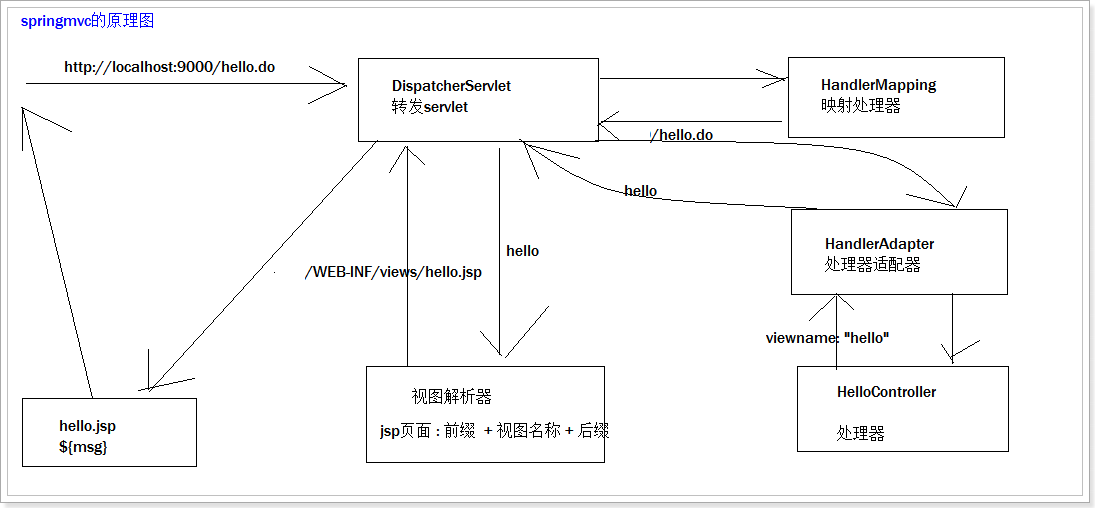 springmvc的原理图
http://localhost:9000/hello.do
DispatcherServlet
转发servlet
HandlerMapping
映射处理器
/hello.do
hello
HandlerAdapter
处理器适配器
hello
/WEB-INF/views/hello.jsp
viewname: "hello"
视图解析器
jsp页面 : 前缀 + 视图名称 + 后缀
HelloController
处理器
hello.jsp
${msg}